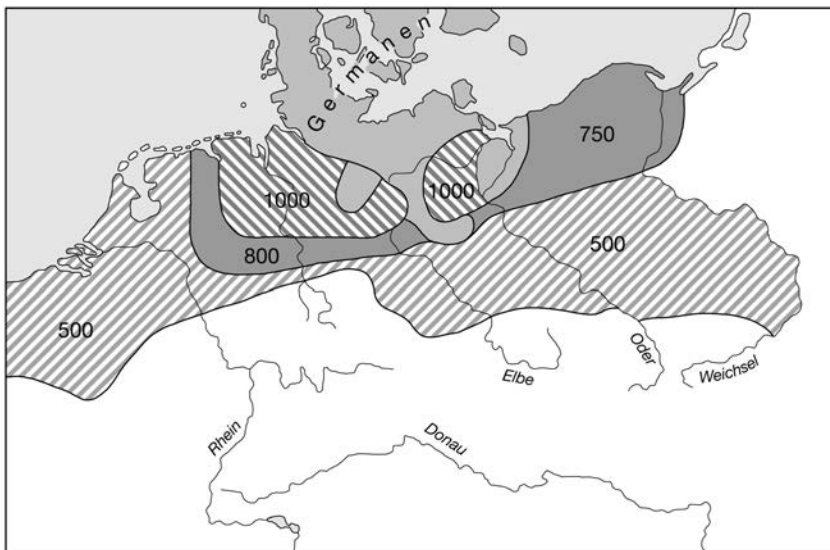 Germanen
750
1000
1000
500
800
500
Oder
Elbe
Weichsel
Rhein
Donau